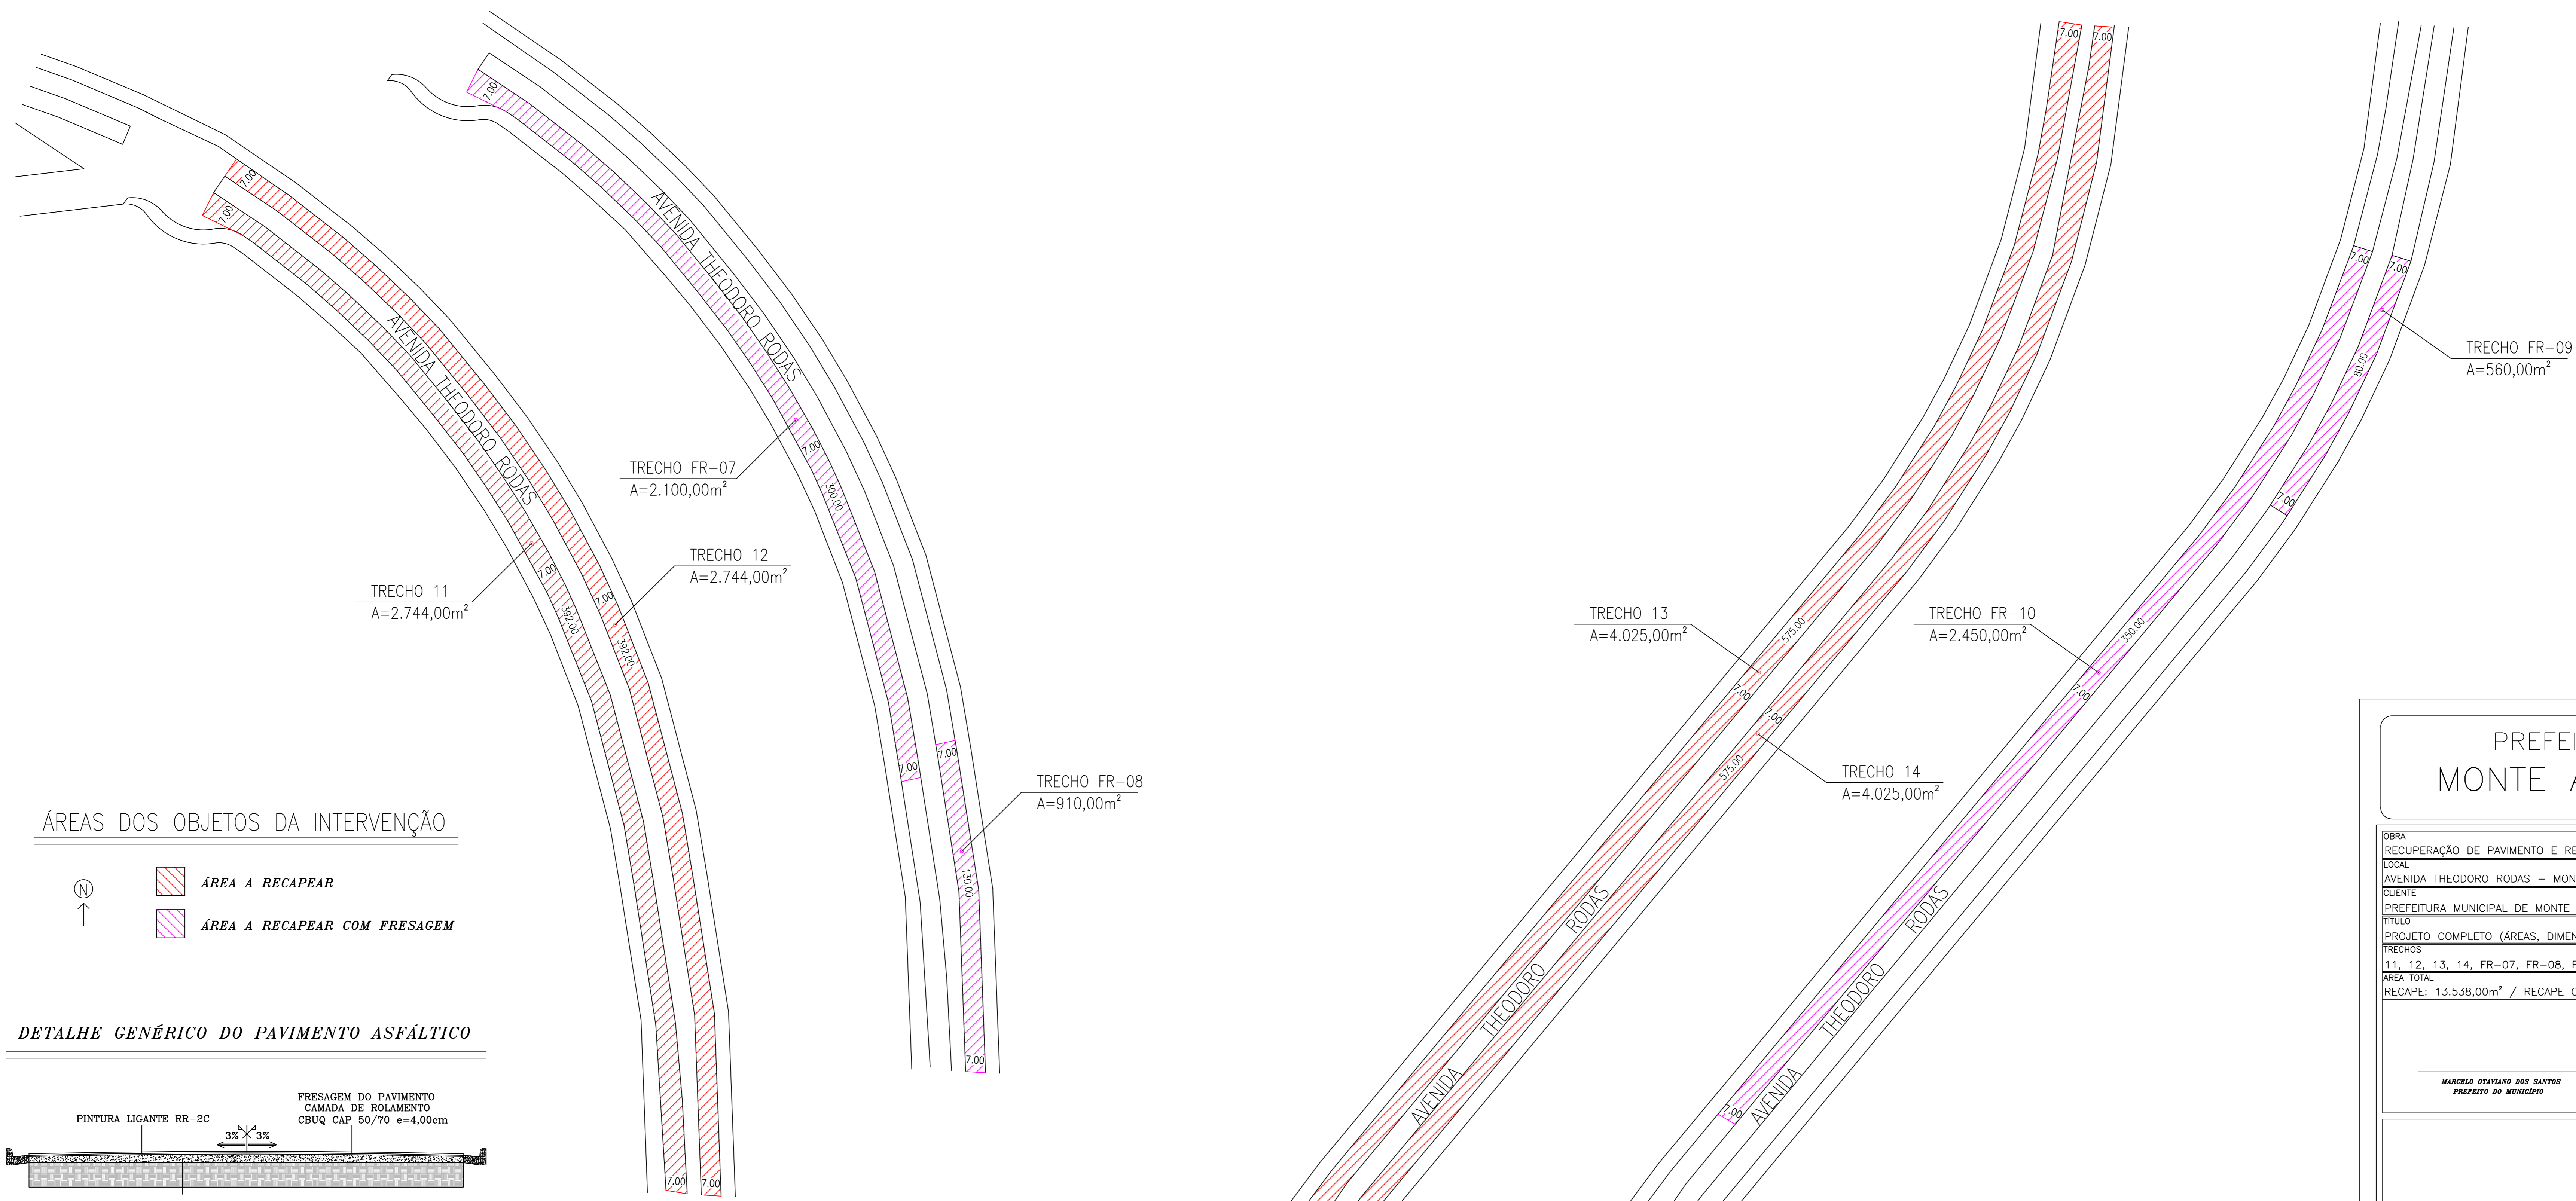 7.00
7.00
AVENIDA THEODORO RODAS
TRECHO 11
A=2.744,00m²
7.00
392.00
TRECHO 12
A=2.744,00m²
7.00
392.00
7.00
7.00
7.00
AVENIDA THEODORO RODAS
TRECHO FR-07
A=2.100,00m²
7.00
300.00
7.00
7.00
TRECHO FR-08
A=910,00m²
130.00
7.00
7.00
7.00
TRECHO 13
A=4.025,00m²
575.00
7.00
7.00
575.00
TRECHO 14
A=4.025,00m²
AVENIDA THEODORO RODAS
7.00
7.00
TRECHO FR-09
A=560,00m²
80.00
7.00
TRECHO FR-10
A=2.450,00m²
350.00
7.00
AVENIDA THEODORO RODAS
7.00
ÁREAS DOS OBJETOS DA INTERVENÇÃO
N
ÁREA A RECAPEAR
ÁREA A RECAPEAR COM FRESAGEM
DETALHE GENÉRICO DO PAVIMENTO ASFÁLTICO
PINTURA LIGANTE RR-2C
3% 3%
FRESAGEM DO PAVIMENTO
CAMADA DE ROLAMENTO
CBUQ CAP 50/70 e=4,00cm
PREFEI
MONTE A
OBRA
RECUPERAÇÃO DE PAVIMENTO E RE
LOCAL
AVENIDA THEODORO RODAS - MON
CLIENTE
PREFEITURA MUNICIPAL DE MONTE
TÍTULO
PROJETO COMPLETO (ÁREAS, DIMEN
TRECHOS
11, 12, 13, 14, FR-07, FR-08, F
AREA TOTAL
RECAPE: 13.538,00m² / RECAPE C
MARCELO OTAVIANO DOS SANTOS
PREFEITO DO MUNICÍPIO